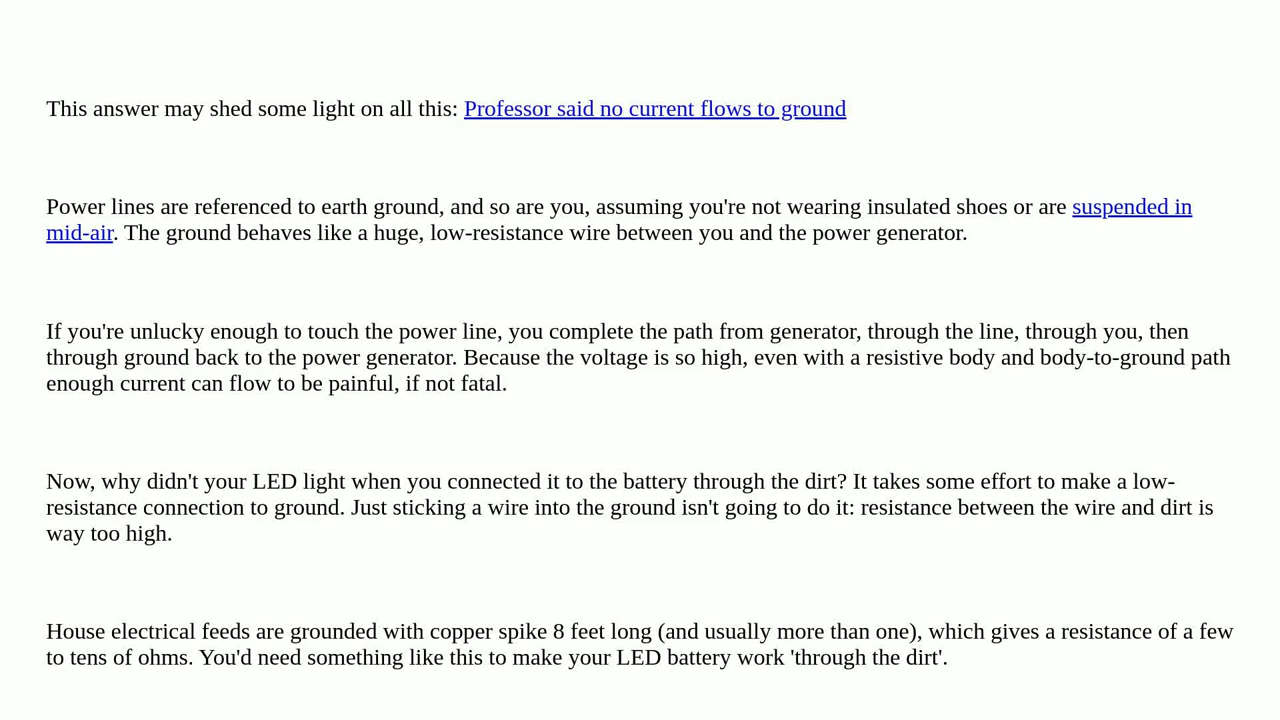 This answer may shed some light on all this: Professor said no current flows to ground
Power lines are referenced to earth ground, and so are you, assuming you're not wearing insulated shoes or are suspended in
mid-air. The ground behaves like a huge, low-resistance wire between you and the power generator.
If you're unlucky enough to touch the power line, you complete the path from generator, through the line, through you, then
through ground back to the power generator. Because the voltage is so high, even with a resistive body and body-to-ground path
enough current can flow to be painful, if not fatal.
Now, why didn't your LED light when you connected it to the battery through the dirt? It takes some effort to make a low-
resistance connection to ground. Just sticking a wire into the ground isn't going to do it: resistance between the wire and dirt is
way too high.
House electrical feeds are grounded with copper spike 8 feet long (and usually more than one), which gives a resistance of a few
to tens of ohms. You'd need something like this to make your LED battery work 'through the dirt'.